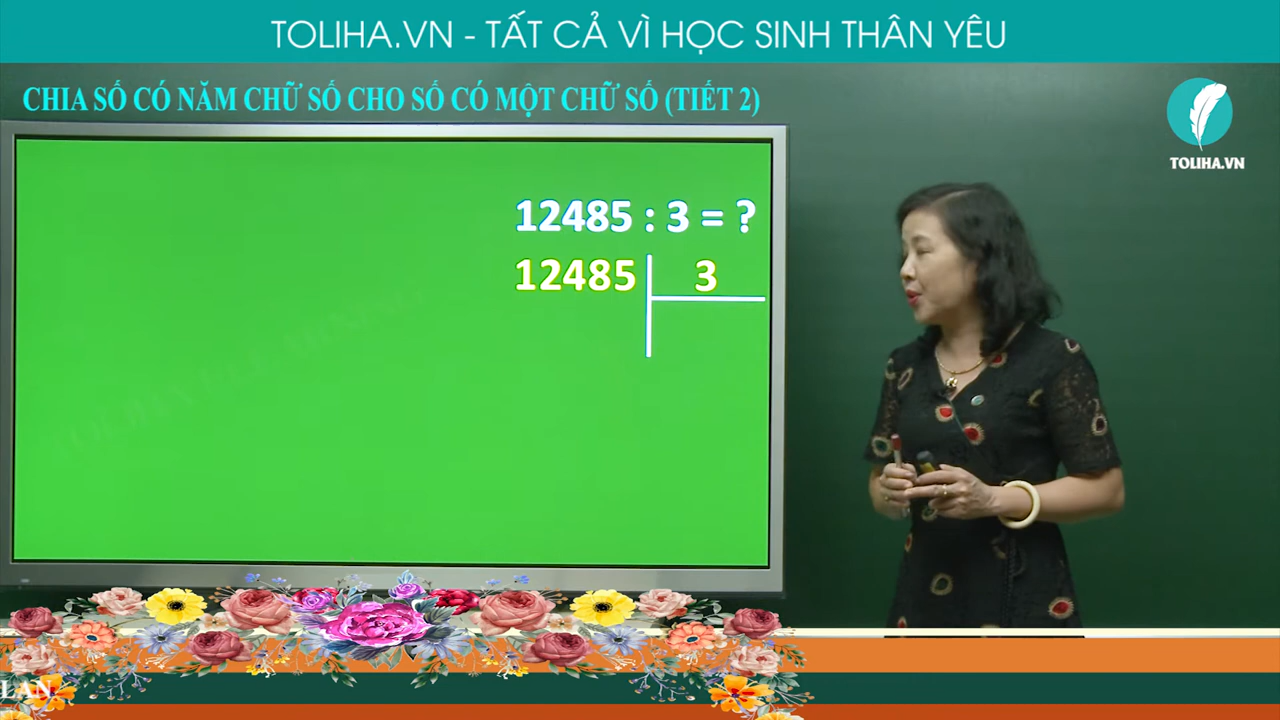 TOLIHA.VN - TẤT CẢ VÌ HỌC SINH THÂN YÊU
CHIA SỐ CÓ NĂM CHỮ SỐ CHO SỐ CÓ MỘT CHỮ SỐ (TIẾT 2)
TOLIHA.VN
12485 : 3 = ?
12485 3
LAN